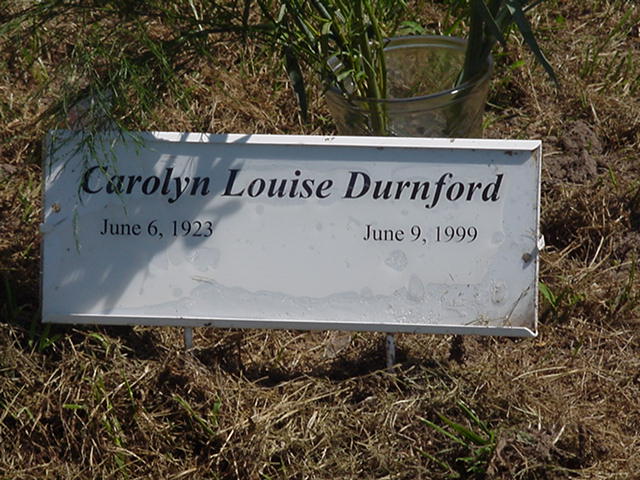 Carolyn Louise Durnford
June 6, 1923 June 9, 1999